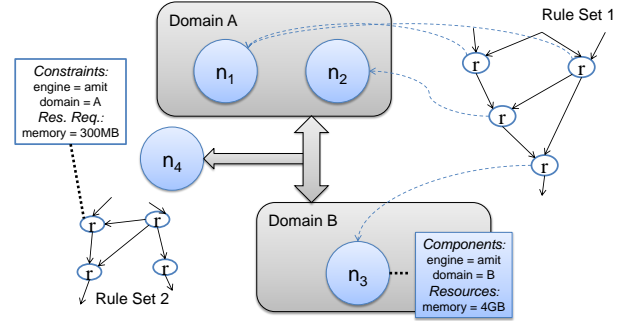 Domain A
Rule Set 1
n1
n2
r
r
r
r
Constraints:
engine = amit
domain = A
Res. Req.:
memory = 300MB
n4
Domain B
n3
Components:
engine = amit
domain = B
Resources:
memory = 4GB
r
r
r
r
Rule Set 2